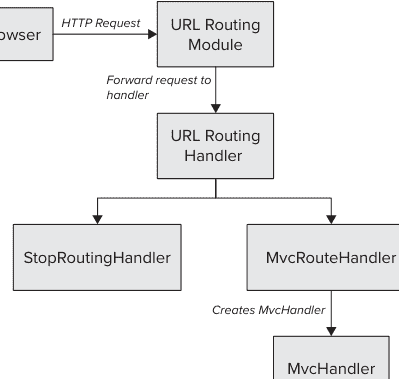 owser
HTTP Request
URL Routing
Module
Forward request to
handler
URL Routing
Handler
StopRoutingHandler
MvcRouteHandler
Creates MvcHandler
MvcHandler